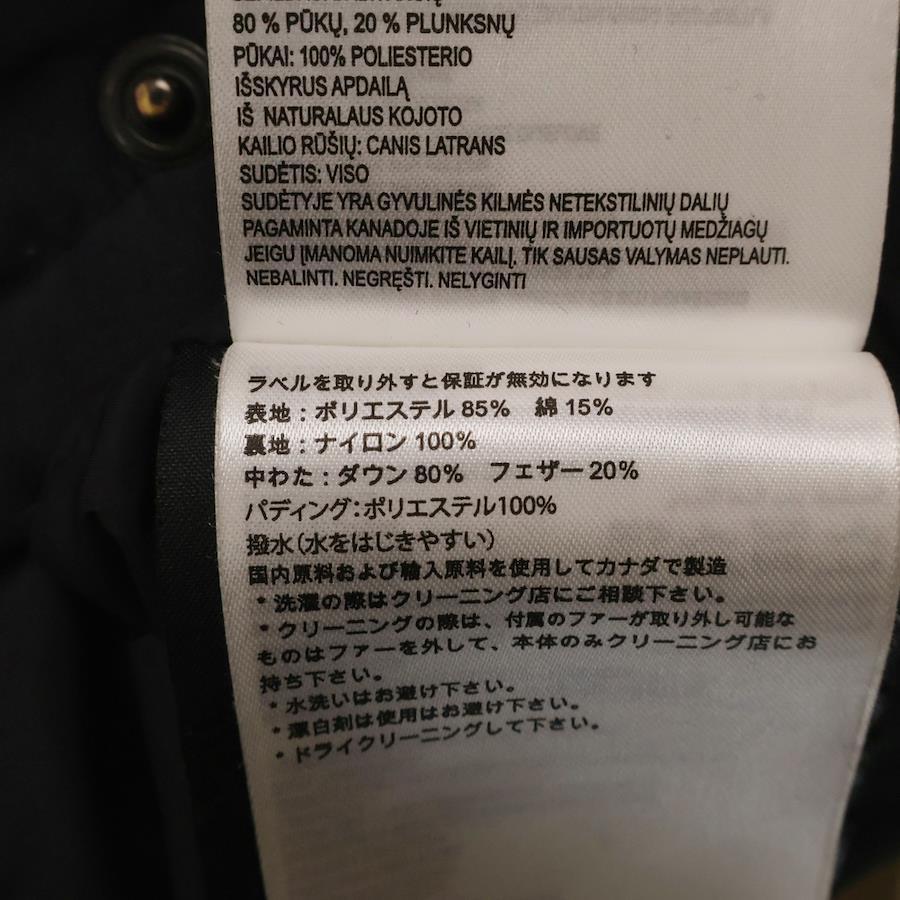 80 % PŪKŲ, 20 % PLUNKSNŲ
PŪKAI: 100% POLIESTERIO
IŠSKYRUS APDAILĄ
IŠ NATURALAUS KOJOTO
KAILIO RŪŠIŲ: CANIS LATRANS
SUDĖTIS: VISO
SUDĖTYJE YRA GYVULINĖS KILMĖS NETEKSTILINIŲ DALIŲ
PAGAMINTA KANADOJE IŠ VIETINIŲ IR IMPORTUOTŲ MEDŽIAGŲ
JEIGU ĮMANOMA NUIMKITE KAILĮ. TIK SAUSAS VALYMAS NEPLAUTI.
NEBALINTI. NEGRĘŠTI. NELYGINTI
ラベルを取り外すと保証が無効になります
表地：ポリエステル 85%　綿 15%
裏地：ナイロン 100%
中わた：ダウン 80%　フェザー 20%
パディング：ポリエステル100%
撥水（水をはじきやすい）
国内原料および輸入原料を使用してカナダで製造
* 洗濯の際はクリーニング店にご相談下さい。
* クリーニングの際は、付属のファーが取り外し可能な
ものはファーを外して、本体のみクリーニング店にお
持ち下さい。
* 水洗いはお避け下さい。
* 漂白剤は使用はお避け下さい。
* ドライクリーニングして下さい。